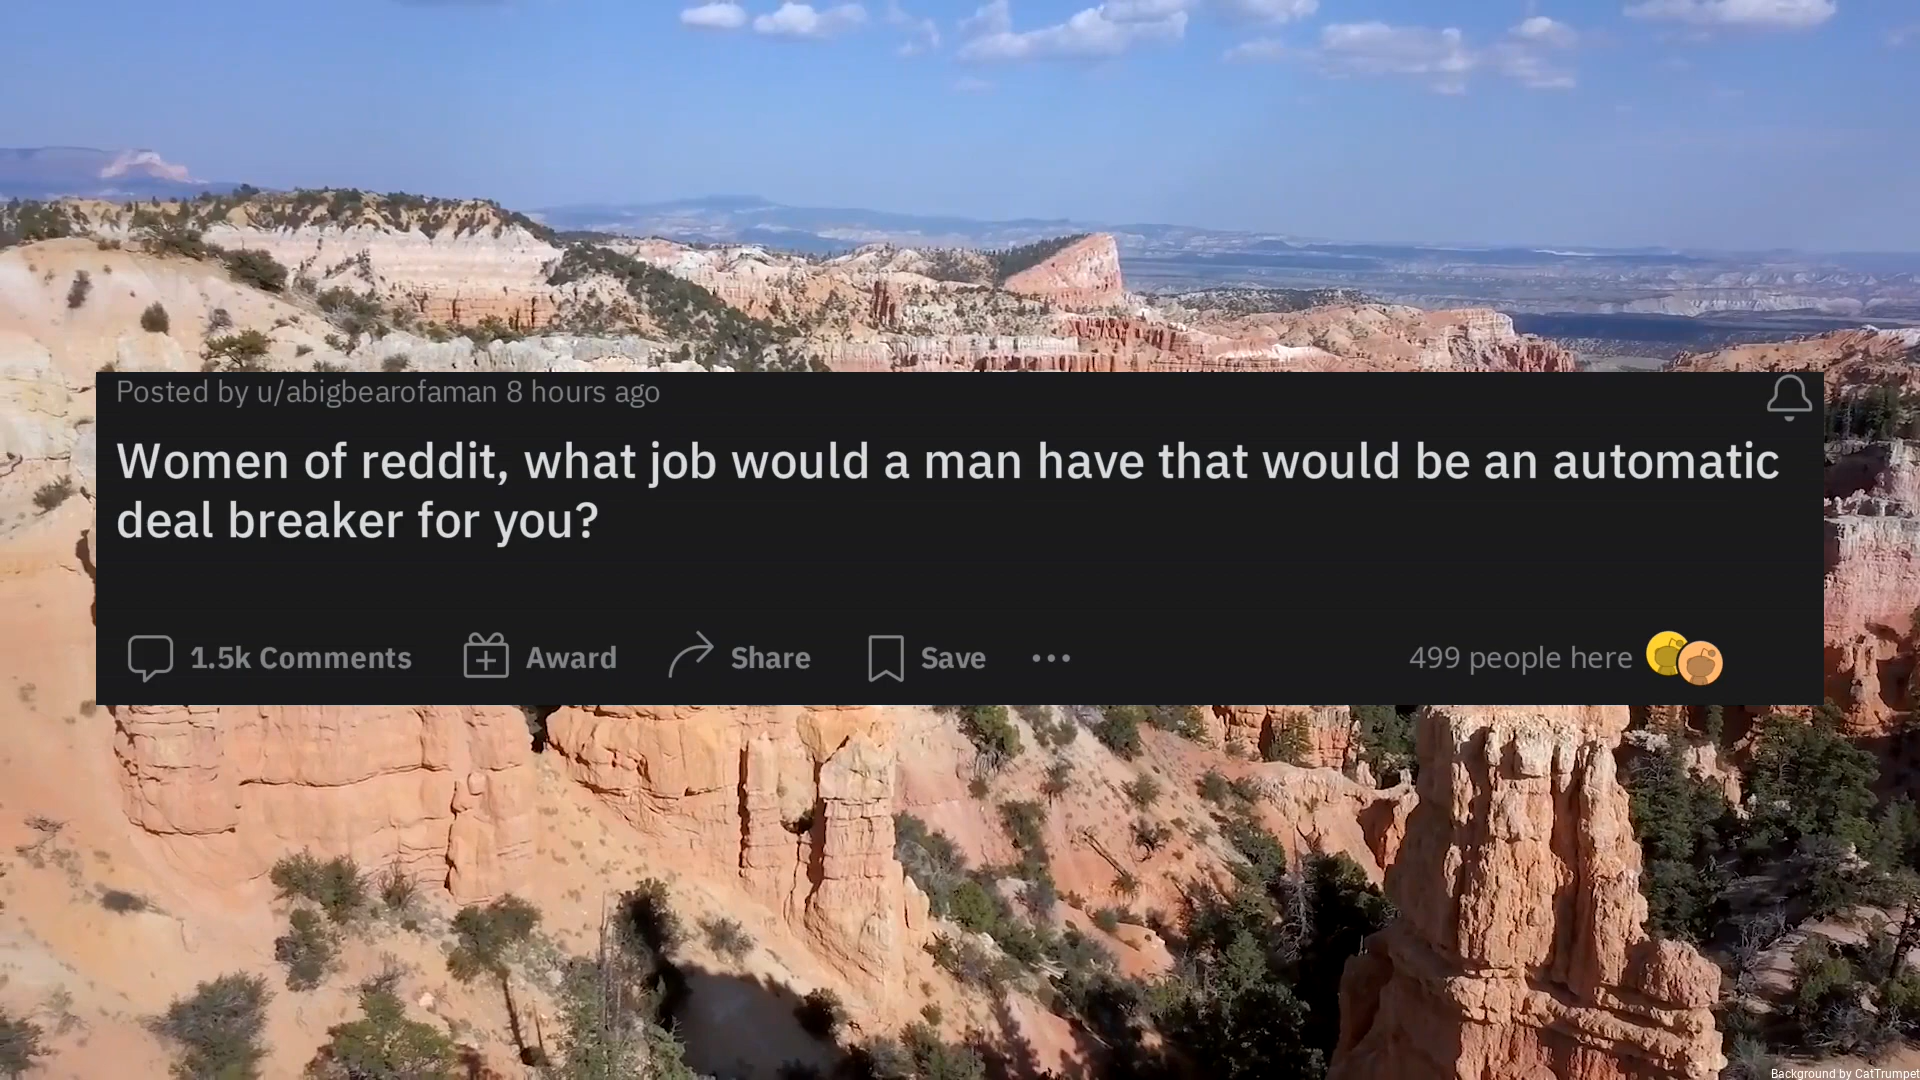 Posted by u/abigbearofaman 8 hours ago
Women of reddit, what job would a man have that would be an automatic
deal breaker for you?
1.5k Comments Award Share Save 499 people here
Background by CatTrumpet